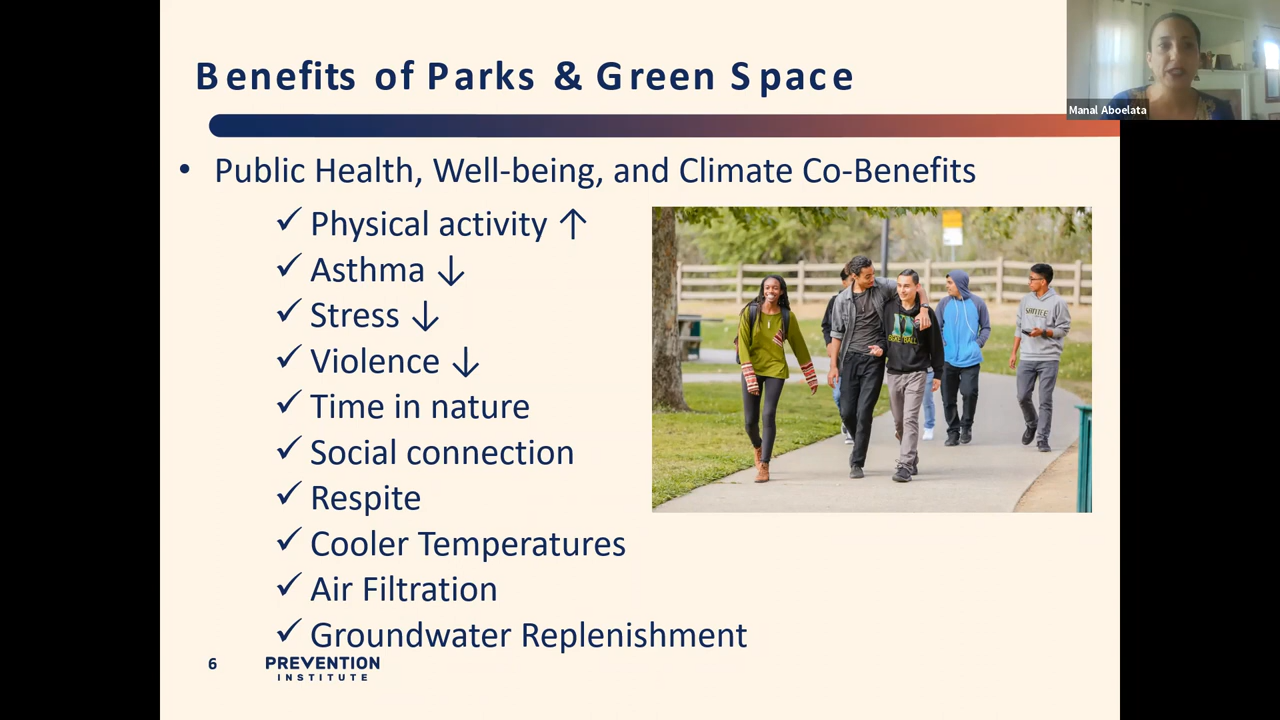 Benefits of Parks & Green Space
Manal Aboelata
• Public Health, Well-being, and Climate Co-Benefits
✓ Physical activity ↑
✓ Asthma ↓
✓ Stress ↓
✓ Violence ↓
✓ Time in nature
✓ Social connection
✓ Respite
✓ Cooler Temperatures
✓ Air Filtration
✓ Groundwater Replenishment
6
PREVENTION
INSTITUTE